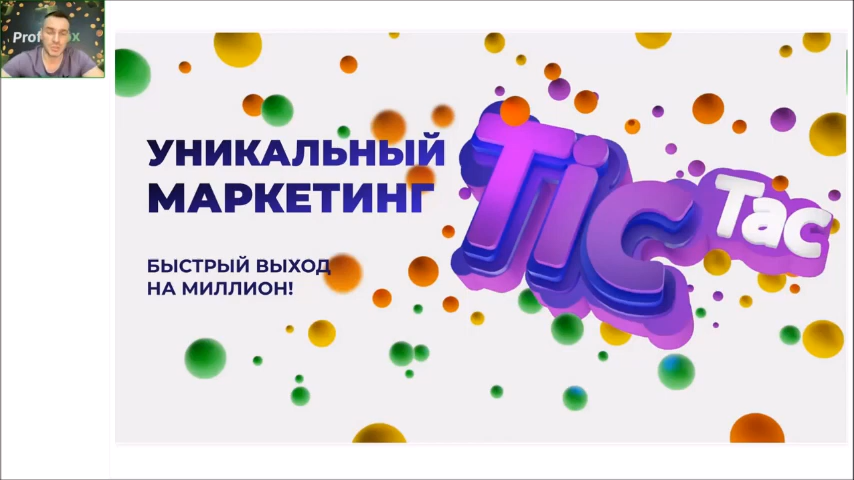 УНИКАЛЬНЫЙ
МАРКЕТИНГ
БЫСТРЫЙ ВЫХОД
НА МИЛЛИОН!
Tic
Tac